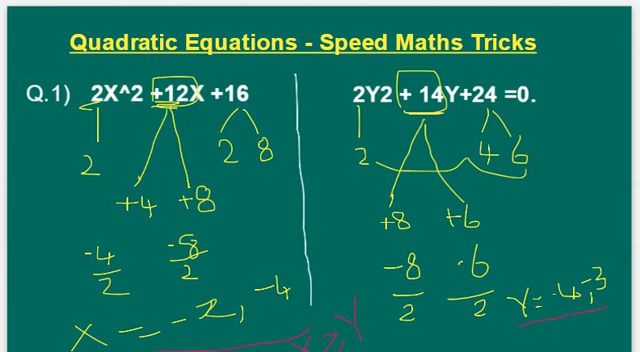 Quadratic Equations - Speed Maths Tricks
Q.1) 2X^2 +12X +16
2
2 8
+4 +8
-4/2 -8/2
X = -2, -4
2Y2 + 14Y+24 =0.
2
4 6
+8 +6
-8/2 -6/2
Y = -4, -3
Y